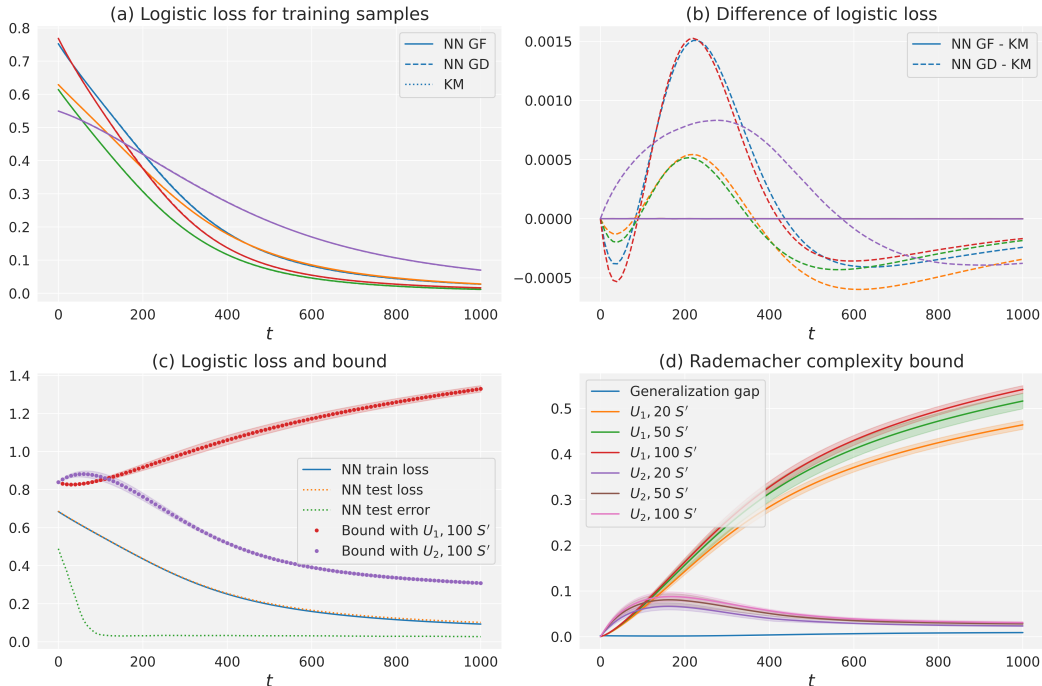 (a) Logistic loss for training samples
0.8
0.7
0.6
0.5
0.4
0.3
0.2
0.1
0.0
NN GF
NN GD
KM
0 200 400 600 800 1000
t
(b) Difference of logistic loss
0.0015
0.0010
0.0005
0.0000
−0.0005
NN GF - KM
NN GD - KM
0 200 400 600 800 1000
t
(c) Logistic loss and bound
1.4
1.2
1.0
0.8
0.6
0.4
0.2
0.0
NN train loss
NN test loss
NN test error
Bound with U₁, 100 S′
Bound with U₂, 100 S′
0 200 400 600 800 1000
t
(d) Rademacher complexity bound
0.5
0.4
0.3
0.2
0.1
0.0
Generalization gap
U₁, 20 S′
U₁, 50 S′
U₁, 100 S′
U₂, 20 S′
U₂, 50 S′
U₂, 100 S′
0 200 400 600 800 1000
t